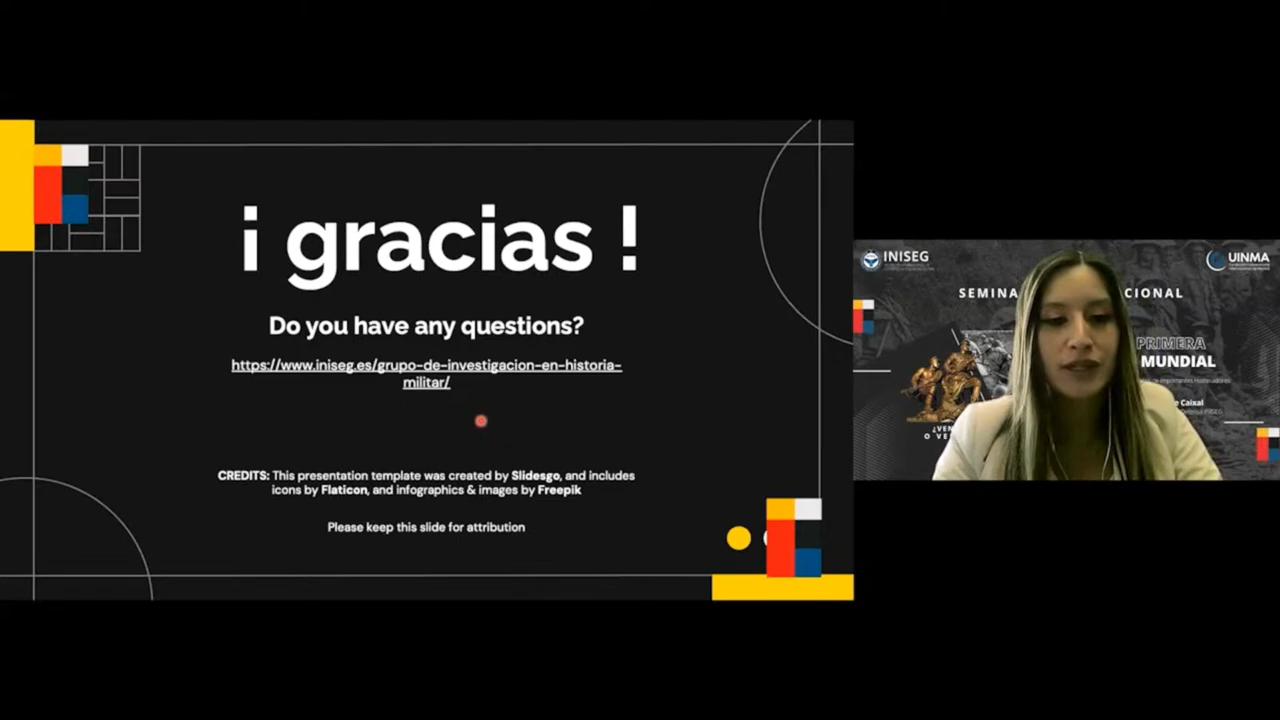 ¡ gracias !
Do you have any questions?
https://www.iniseg.es/grupo-de-investigacion-en-historia-
militar/
CREDITS: This presentation template was created by Slidesgo, and includes
icons by Flaticon, and infographics & images by Freepik
Please keep this slide for attribution
INISEG
UINMA
SEMINA CIONAL
PRIMERA
MUNDIAL
e Caixal
¿VEN
O VE